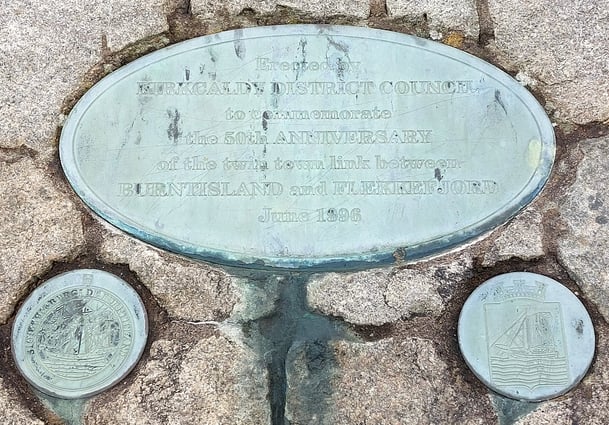 Erected by
KIRKCALDY DISTRICT COUNCIL
to commemorate
the 50th ANNIVERSARY
of the twin town link between
BURNTISLAND and FLEKKEFJORD
June 1996